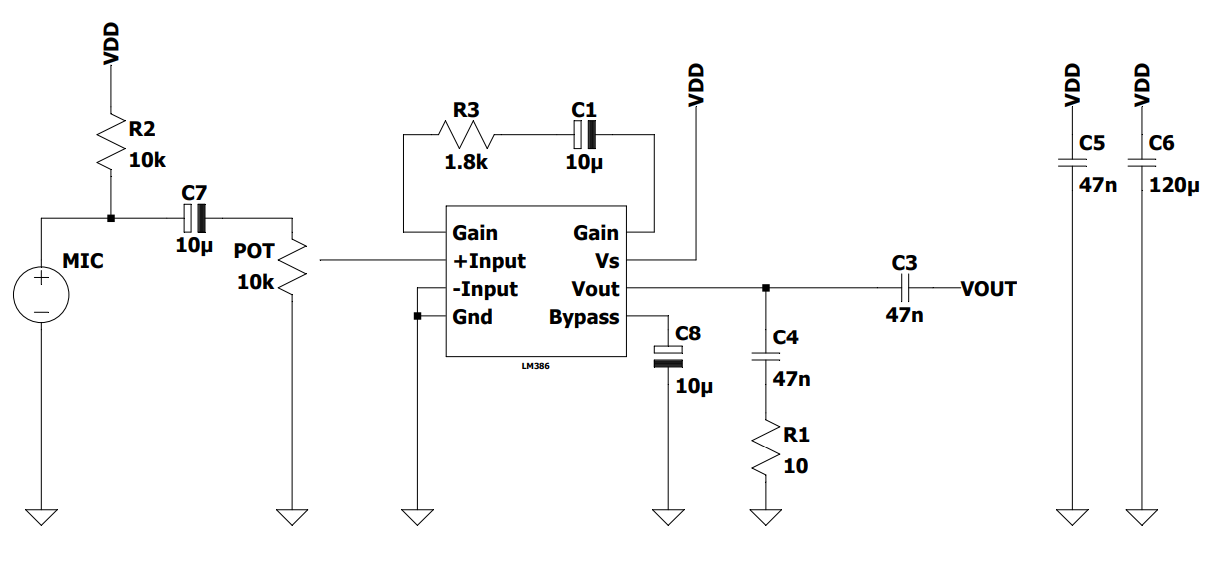 VDD
R2
10k
C7
10µ
MIC
POT
10k
R3
1.8k
C1
10µ
VDD
Gain
Gain
+Input
Vs
-Input
Vout
Gnd
Bypass
LM386
C8
10µ
C4
47n
R1
10
C3
47n
VOUT
VDD
C5
47n
VDD
C6
120µ